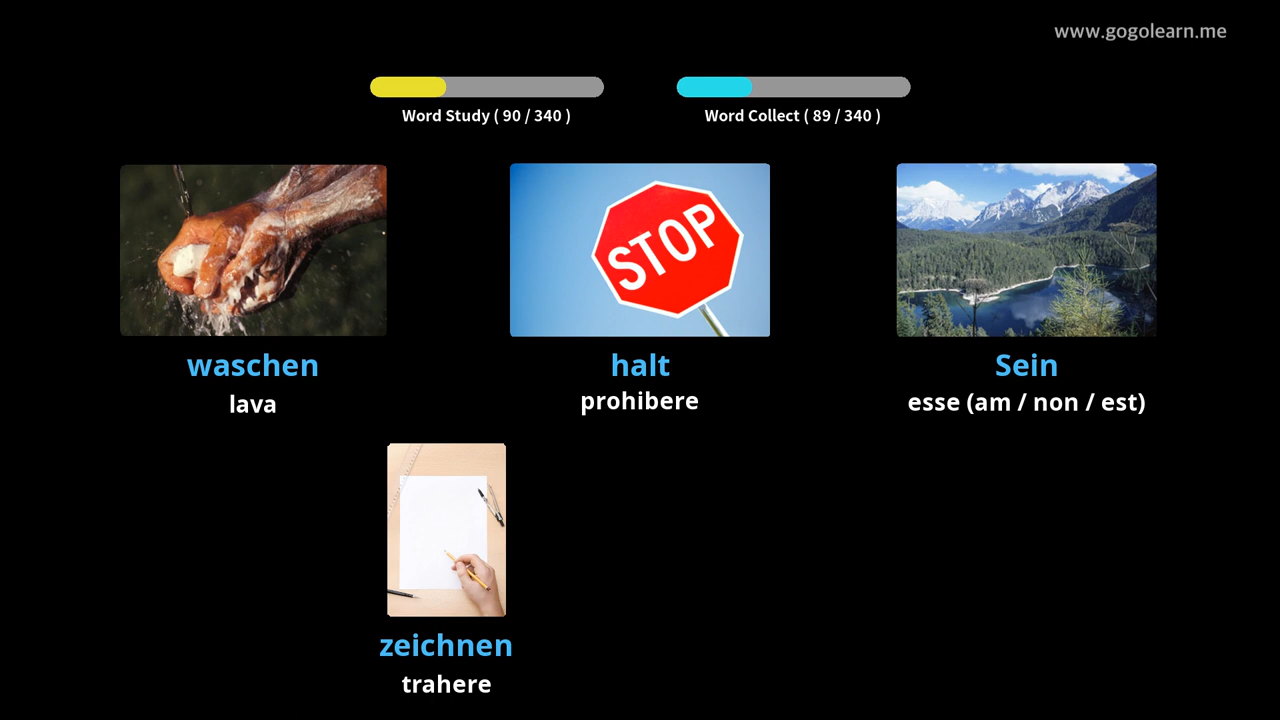 www.gogolearn.me
Word Study ( 90 / 340 )
Word Collect ( 89 / 340 )
STOP
waschen
lava
halt
prohibere
Sein
esse (am / non / est)
zeichnen
trahere